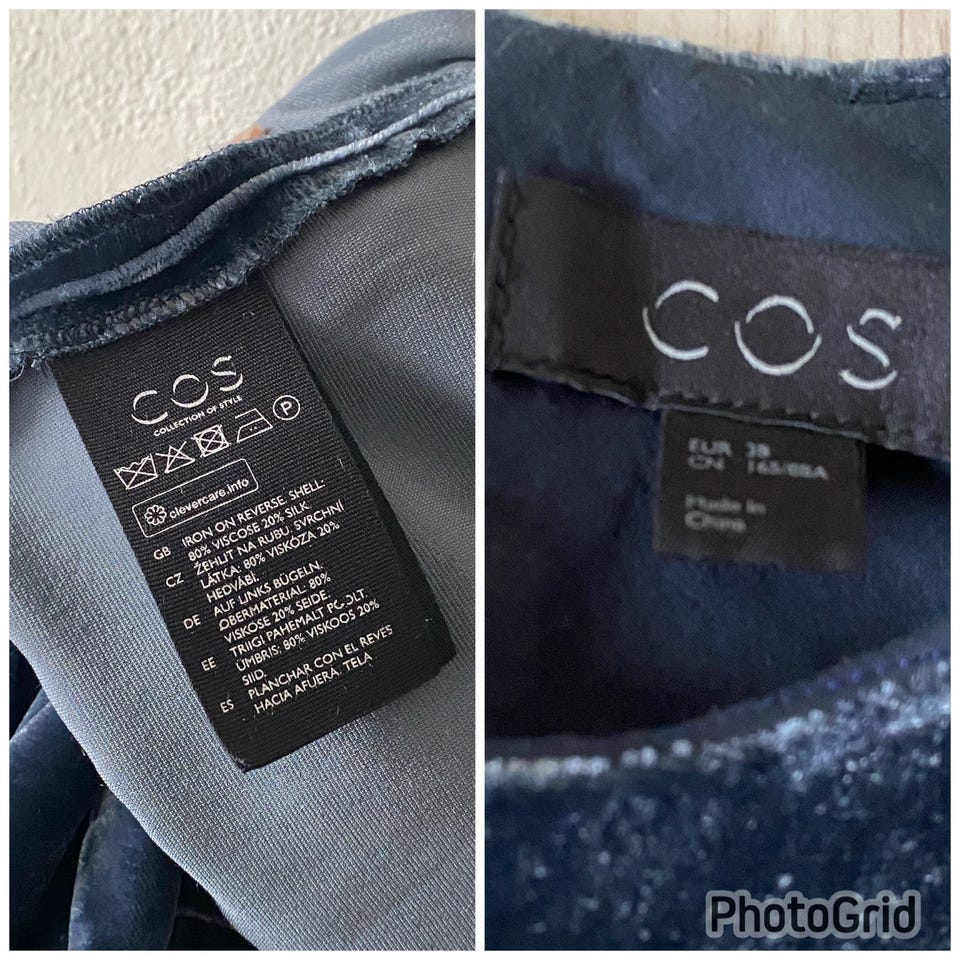 COS
COLLECTION OF STYLE
P
clevercare.info
GB IRON ON REVERSE. SHELL:
80% VISCOSE 20% SILK
CZ ŽEHLIT NA RUBU. SVRCHNÍ
LÁTKA: 80% VISKÓZA 20%
HEDVÁBÍ.
DE AUF LINKS BÜGELN.
OBERMATERIAL: 80%
VISKOSE 20% SEIDE.
EE TRIIGI PAHEMALT POOLT.
ÜMBRIS: 80% VISKOOS 20%
SIID.
ES PLANCHAR CON EL REVÉS
HACIA AFUERA. TELA
COS
EUR 38
CN 165/88A
Made in
China
PhotoGrid